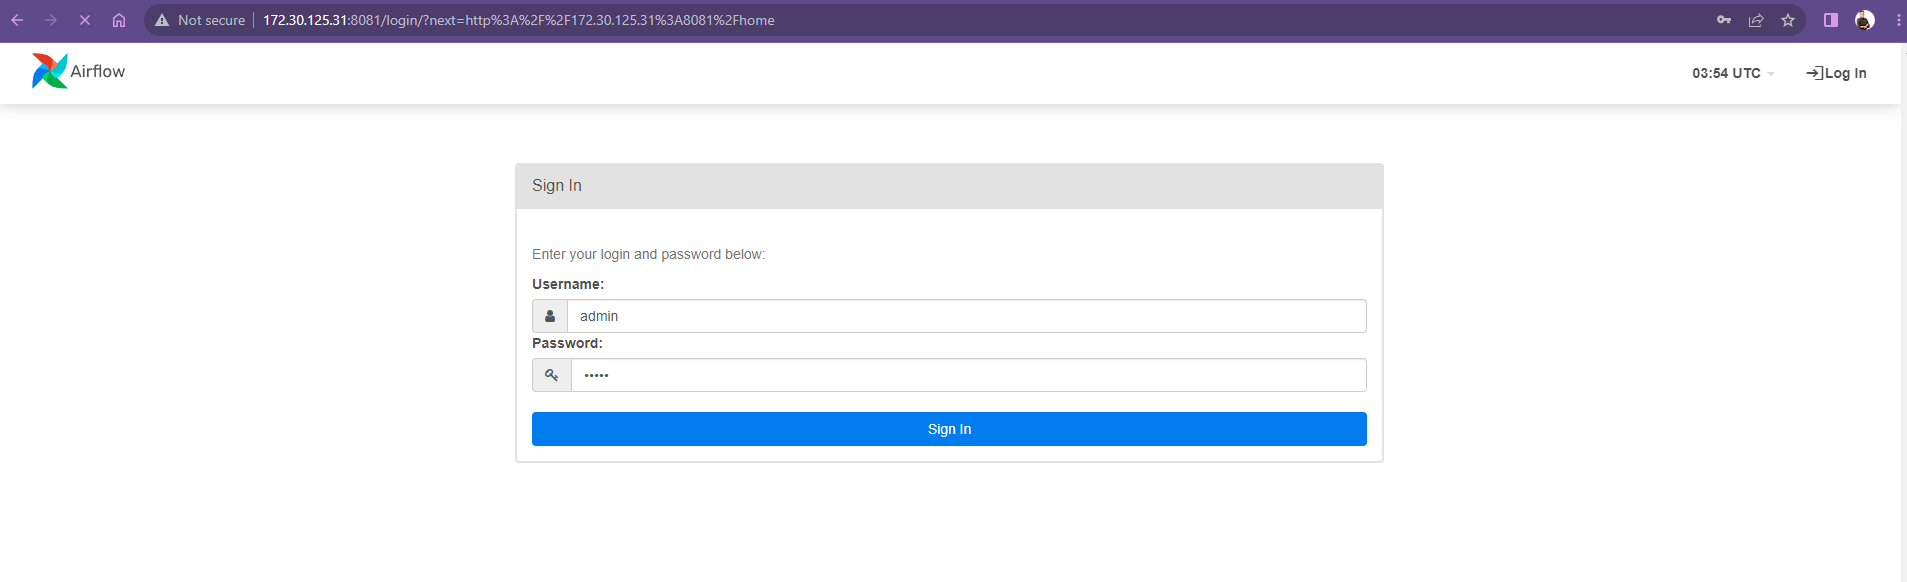 Not secure 172.30.125.31:8081/login/?next=http%3A%2F%2F172.30.125.31%3A8081%2Fhome
Airflow 03:54 UTC Log In
Sign In
Enter your login and password below:
Username:
admin
Password:
•••••
Sign In